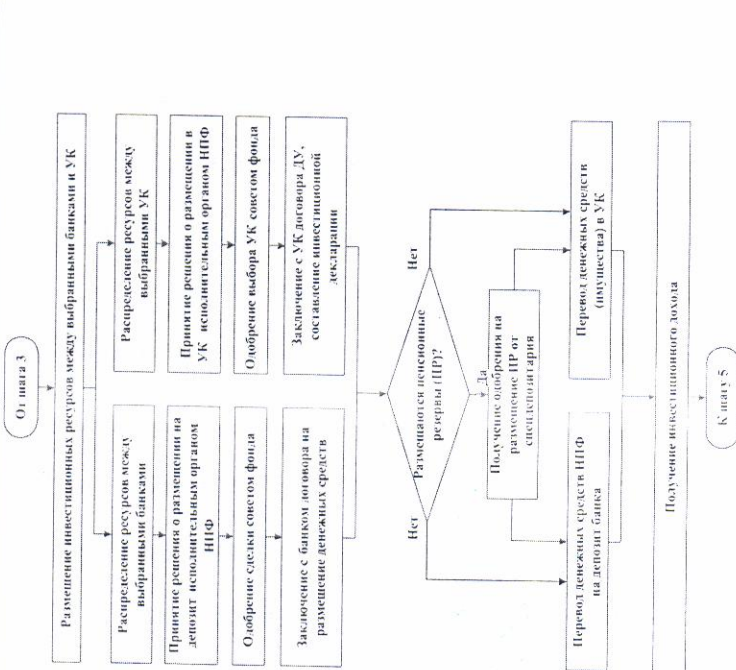 От шага 3
Размещение инвестиционных ресурсов между выбранными банками и УК
Распределение ресурсов между
выбранными банками
Принятие решения о размещении на
депозит исполнительным органом
НПФ
Одобрение сделки советом фонда
Заключение с банком договора на
размещение денежных средств
Распределение ресурсов между
выбранными УК
Принятие решения о размещении в
УК исполнительным органом НПФ
Одобрение выбора УК советом фонда
Заключение с УК договора ДУ,
составление инвестиционной
декларации
Размещаются пенсионные
резервы (ПР)?
Нет
Нет
Да
Получение одобрения на
размещение ПР от
спецдепозитария
Перевод денежных средств НПФ
на депозит банка
Перевод денежных средств
(имущества) в УК
Получение инвестиционного дохода
К шагу 5